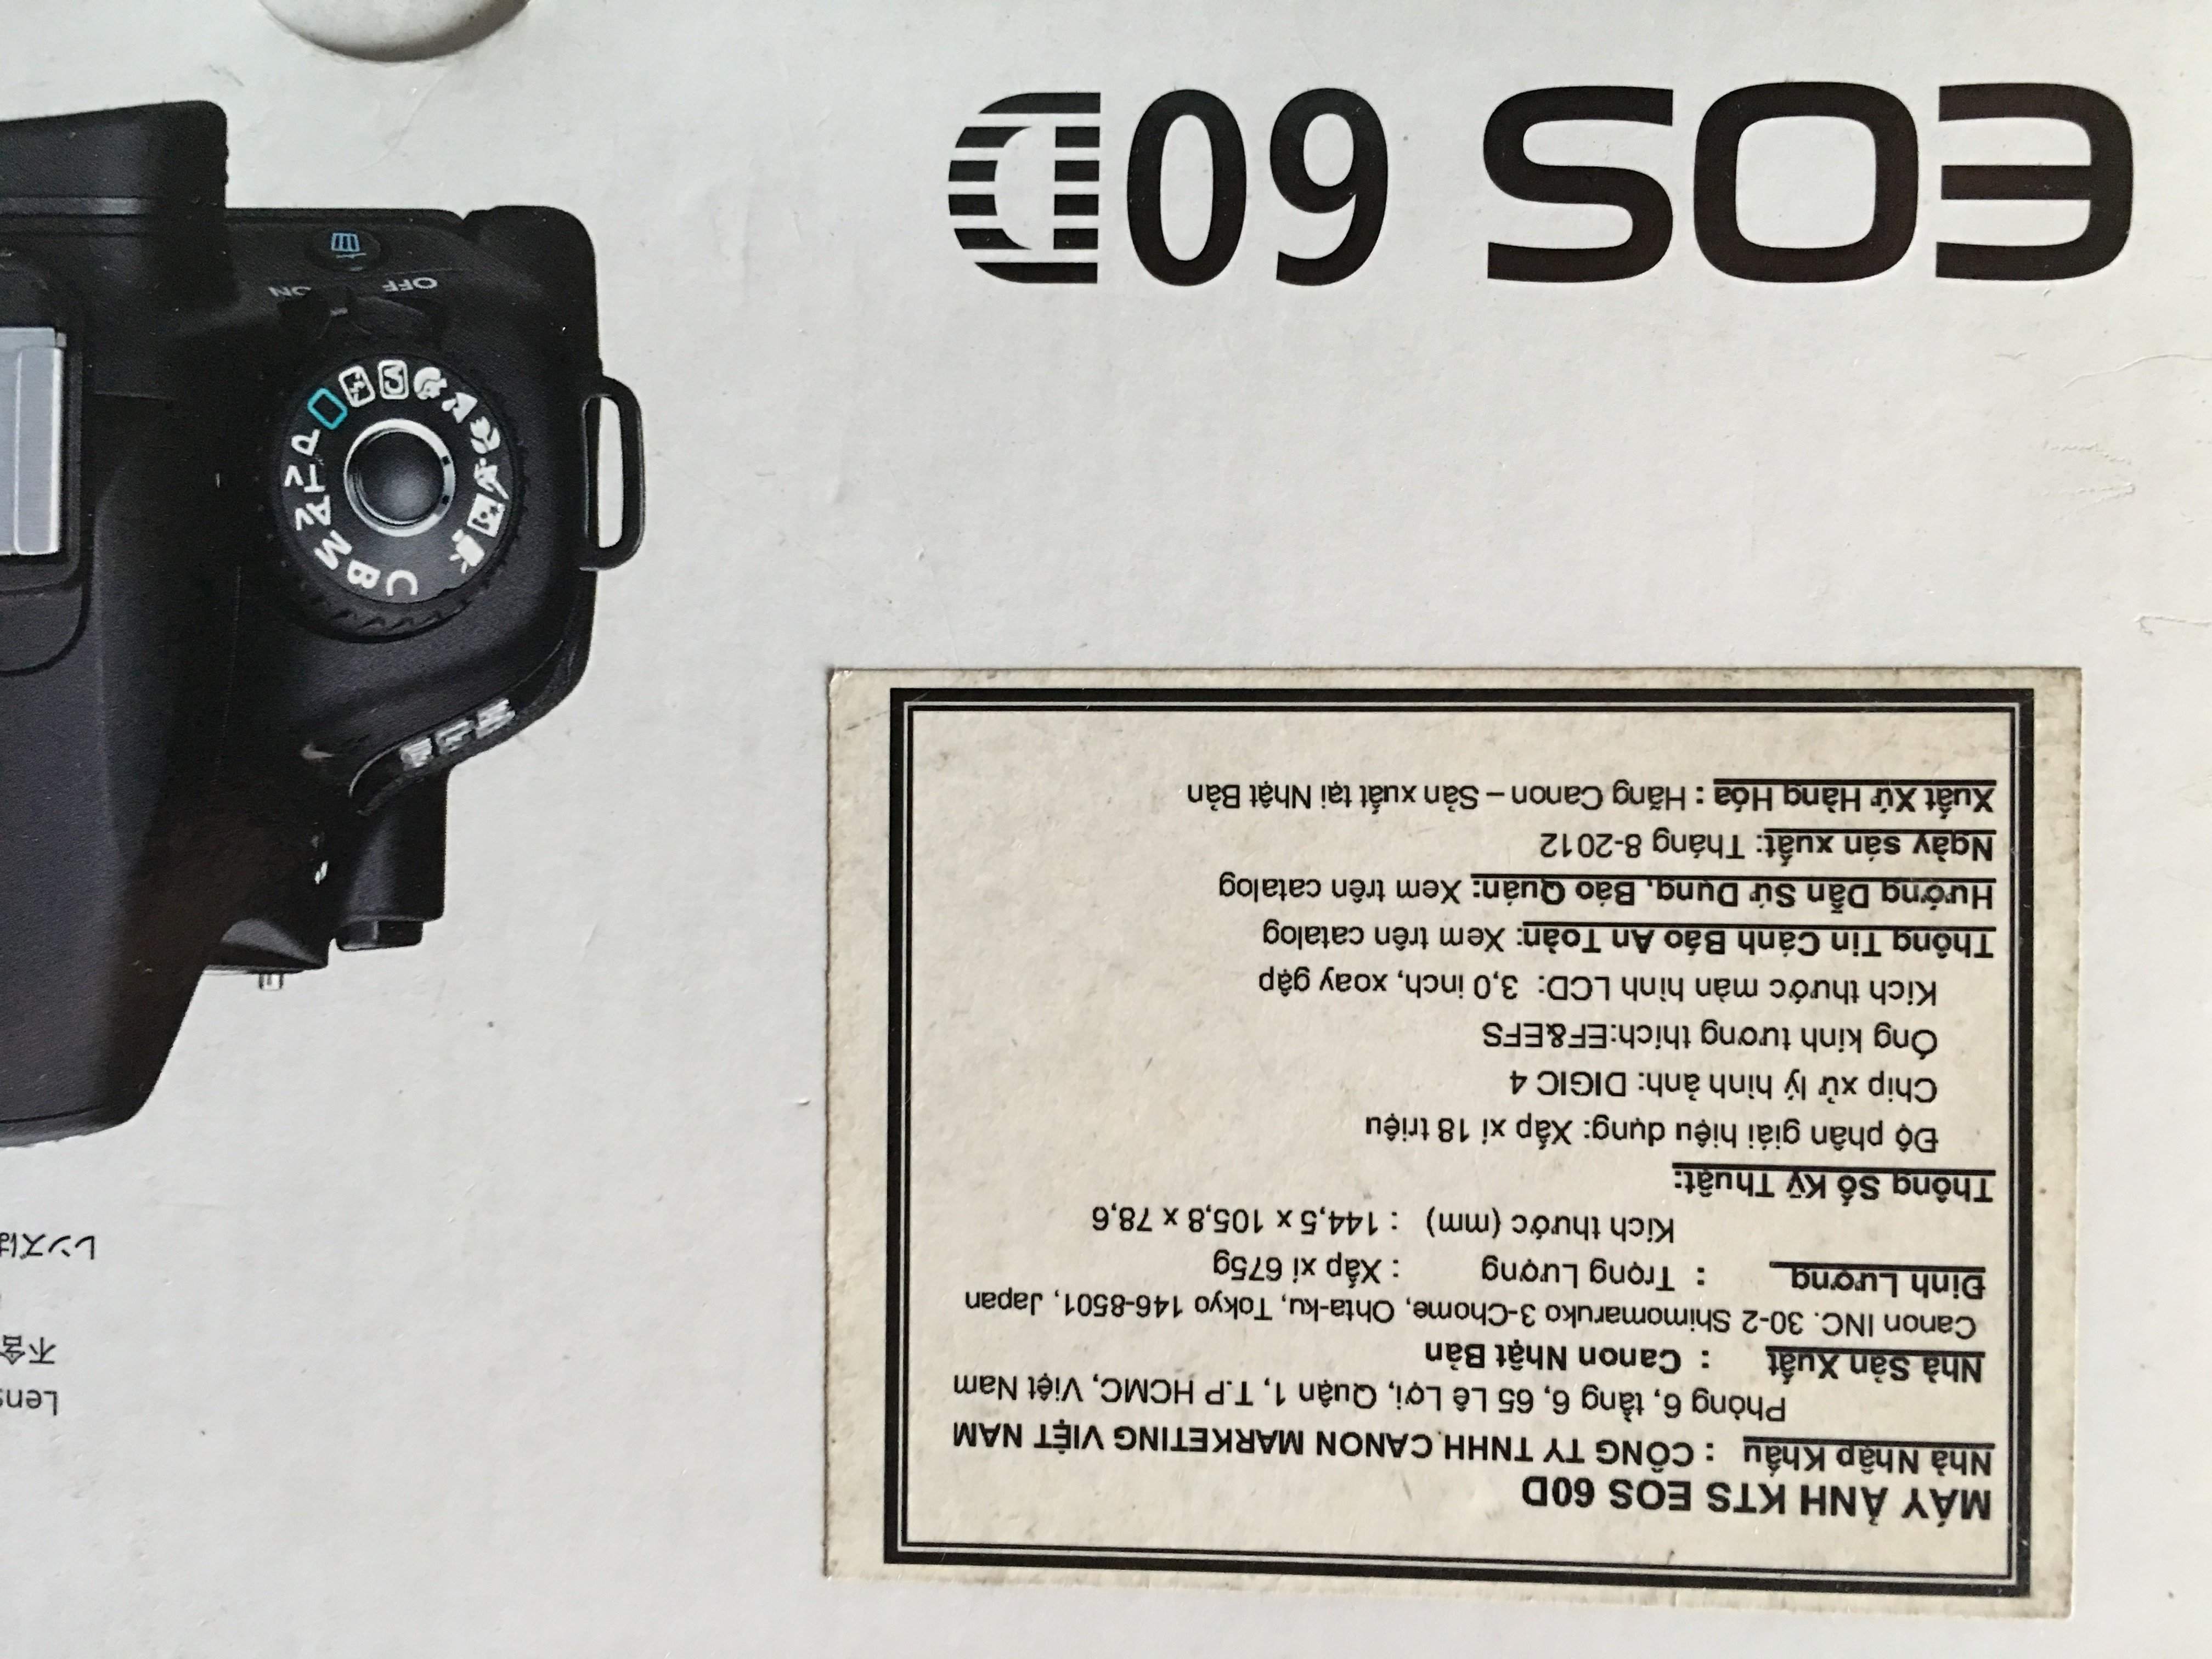 MÁY ẢNH KTS EOS 60D
Nhà Nhập Khẩu : CÔNG TY TNHH CANON MARKETING VIỆT NAM
Phòng 6, tầng 6, 65 Lê Lợi, Quận 1, T.P HCMC, Việt Nam
Nhà Sản Xuất : Canon Nhật Bản
Canon INC. 30-2 Shimomaruko 3-Chome, Ohta-ku, Tokyo 146-8501, Japan
Định Lượng : Trọng Lượng : Xấp xỉ 675g
Kích thước (mm) : 144,5 x 105,8 x 78,6
Thông Số Kỹ Thuật:
Độ phân giải hiệu dụng: Xấp xỉ 18 triệu
Chip xử lý hình ảnh: DIGIC 4
Ống kính tương thích:EF&EFS
Kích thước màn hình LCD: 3,0 inch, xoay gập
Thông Tin Cảnh Báo An Toàn: Xem trên catalog
Hướng Dẫn Sử Dụng, Bảo Quản: Xem trên catalog
Ngày sản xuất: Tháng 8-2012
Xuất Xứ Hàng Hóa : Hãng Canon – Sản xuất tại Nhật Bản
Lens
不含
レンズは
C B M Av Tv P
OFF ON
EOS 60D